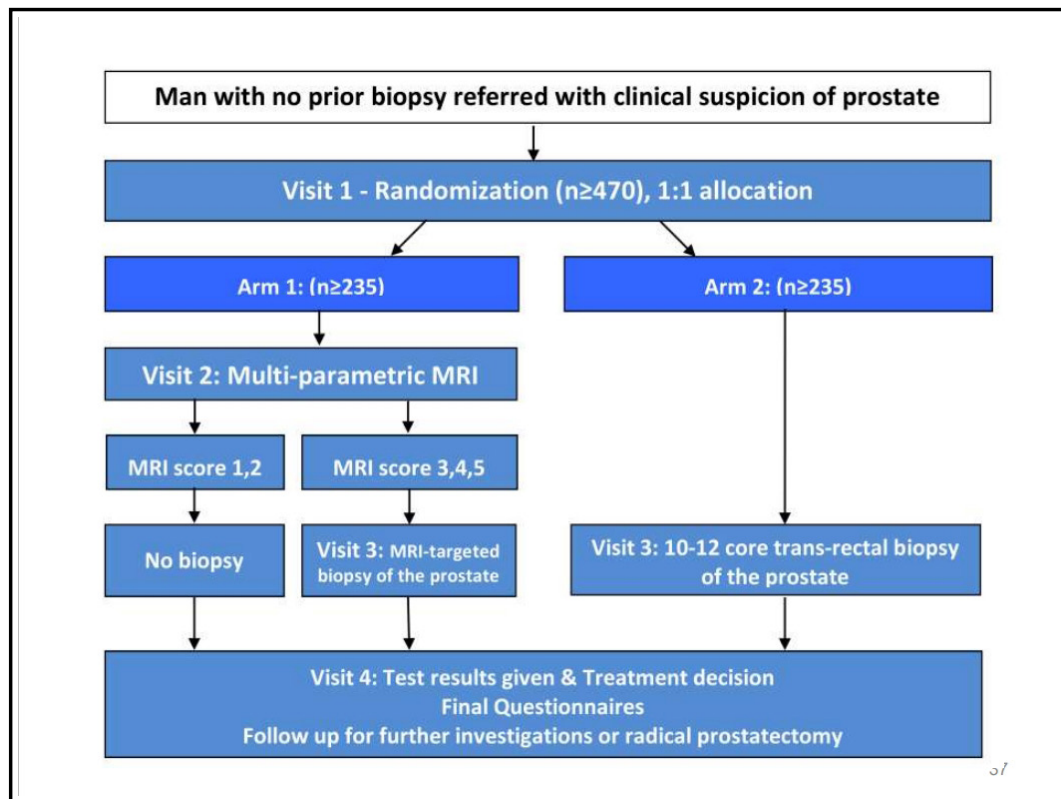 Man with no prior biopsy referred with clinical suspicion of prostate
Visit 1 - Randomization (n≥470), 1:1 allocation
Arm 1: (n≥235)
Arm 2: (n≥235)
Visit 2: Multi-parametric MRI
MRI score 1,2
MRI score 3,4,5
No biopsy
Visit 3: MRI-targeted
biopsy of the prostate
Visit 3: 10-12 core trans-rectal biopsy
of the prostate
Visit 4: Test results given & Treatment decision
Final Questionnaires
Follow up for further investigations or radical prostatectomy